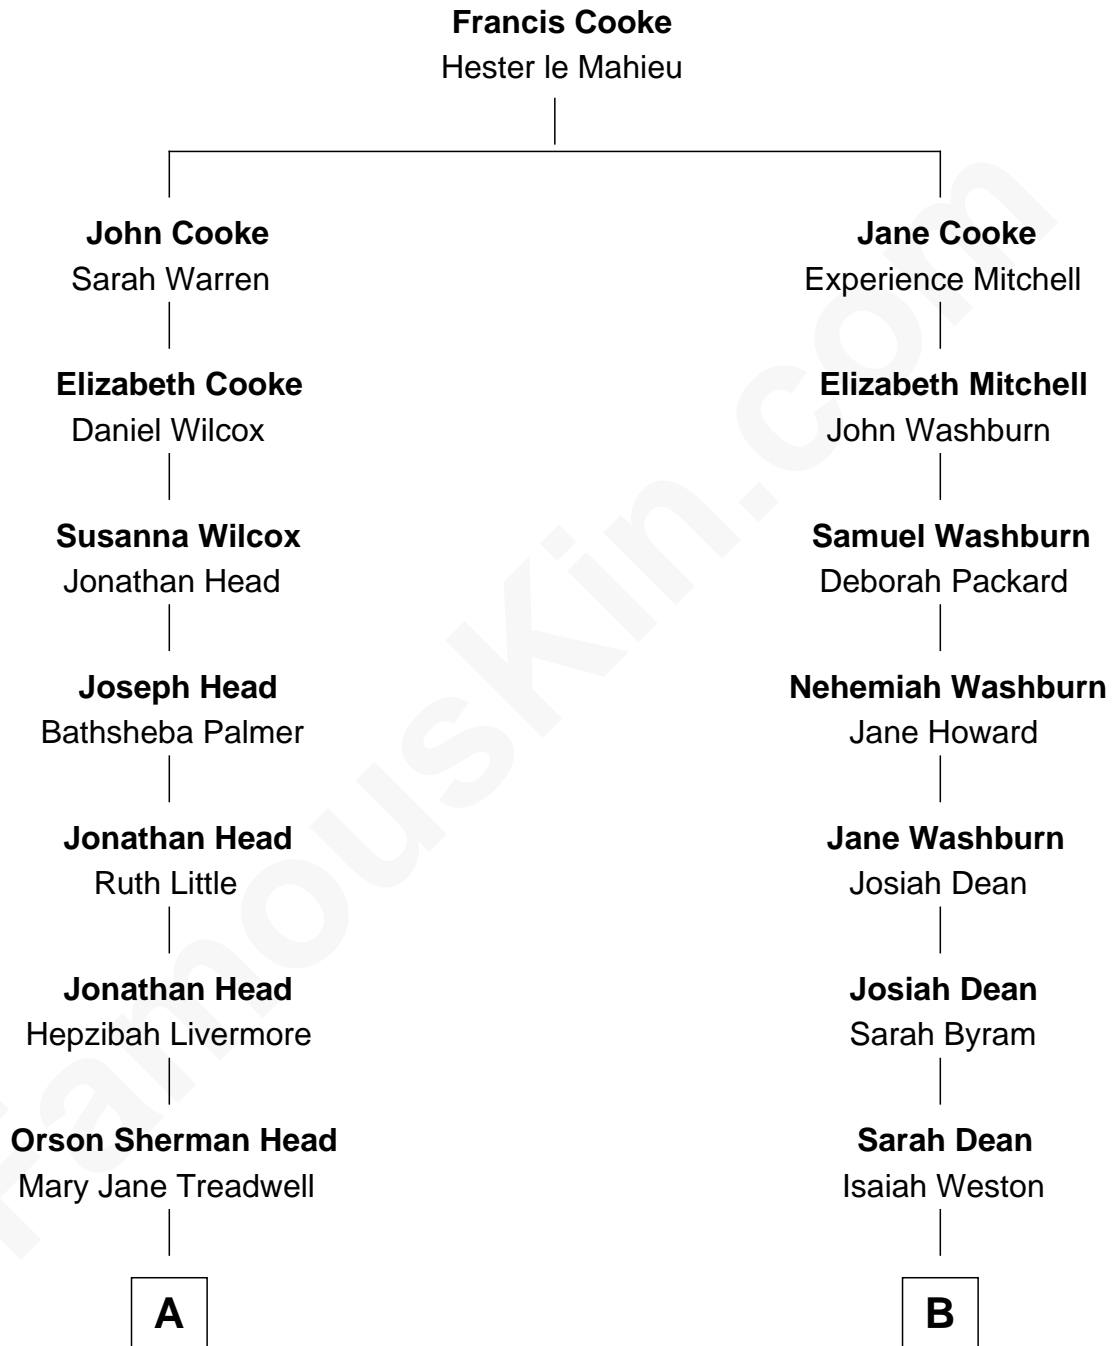 Francis Cooke
Hester le Mahieu
John Cooke
Sarah Warren
Jane Cooke
Experience Mitchell
Elizabeth Cooke
Daniel Wilcox
Elizabeth Mitchell
John Washburn
Susanna Wilcox
Jonathan Head
Samuel Washburn
Deborah Packard
Joseph Head
Bathsheba Palmer
Nehemiah Washburn
Jane Howard
Jonathan Head
Ruth Little
Jane Washburn
Josiah Dean
Jonathan Head
Hepzibah Livermore
Josiah Dean
Sarah Byram
Orson Sherman Head
Mary Jane Treadwell
Sarah Dean
Isaiah Weston
A
B
FamousKin.com